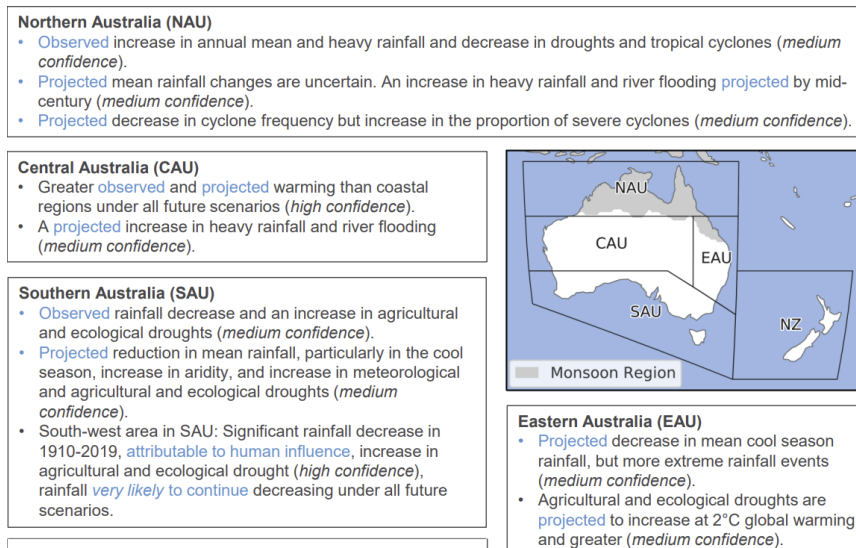 Northern Australia (NAU)
• Observed increase in annual mean and heavy rainfall and decrease in droughts and tropical cyclones (medium
confidence).
• Projected mean rainfall changes are uncertain. An increase in heavy rainfall and river flooding projected by mid-
century (medium confidence).
• Projected decrease in cyclone frequency but increase in the proportion of severe cyclones (medium confidence).
Central Australia (CAU)
• Greater observed and projected warming than coastal
regions under all future scenarios (high confidence).
• A projected increase in heavy rainfall and river flooding
(medium confidence).
Southern Australia (SAU)
• Observed rainfall decrease and an increase in agricultural
and ecological droughts (medium confidence).
• Projected reduction in mean rainfall, particularly in the cool
season, increase in aridity, and increase in meteorological
and agricultural and ecological droughts (medium
confidence).
• South-west area in SAU: Significant rainfall decrease in
1910-2019, attributable to human influence, increase in
agricultural and ecological drought (high confidence),
rainfall very likely to continue decreasing under all future
scenarios.
NAU
CAU
EAU
SAU
NZ
Monsoon Region
Eastern Australia (EAU)
• Projected decrease in mean cool season
rainfall, but more extreme rainfall events
(medium confidence).
• Agricultural and ecological droughts are
projected to increase at 2°C global warming
and greater (medium confidence).